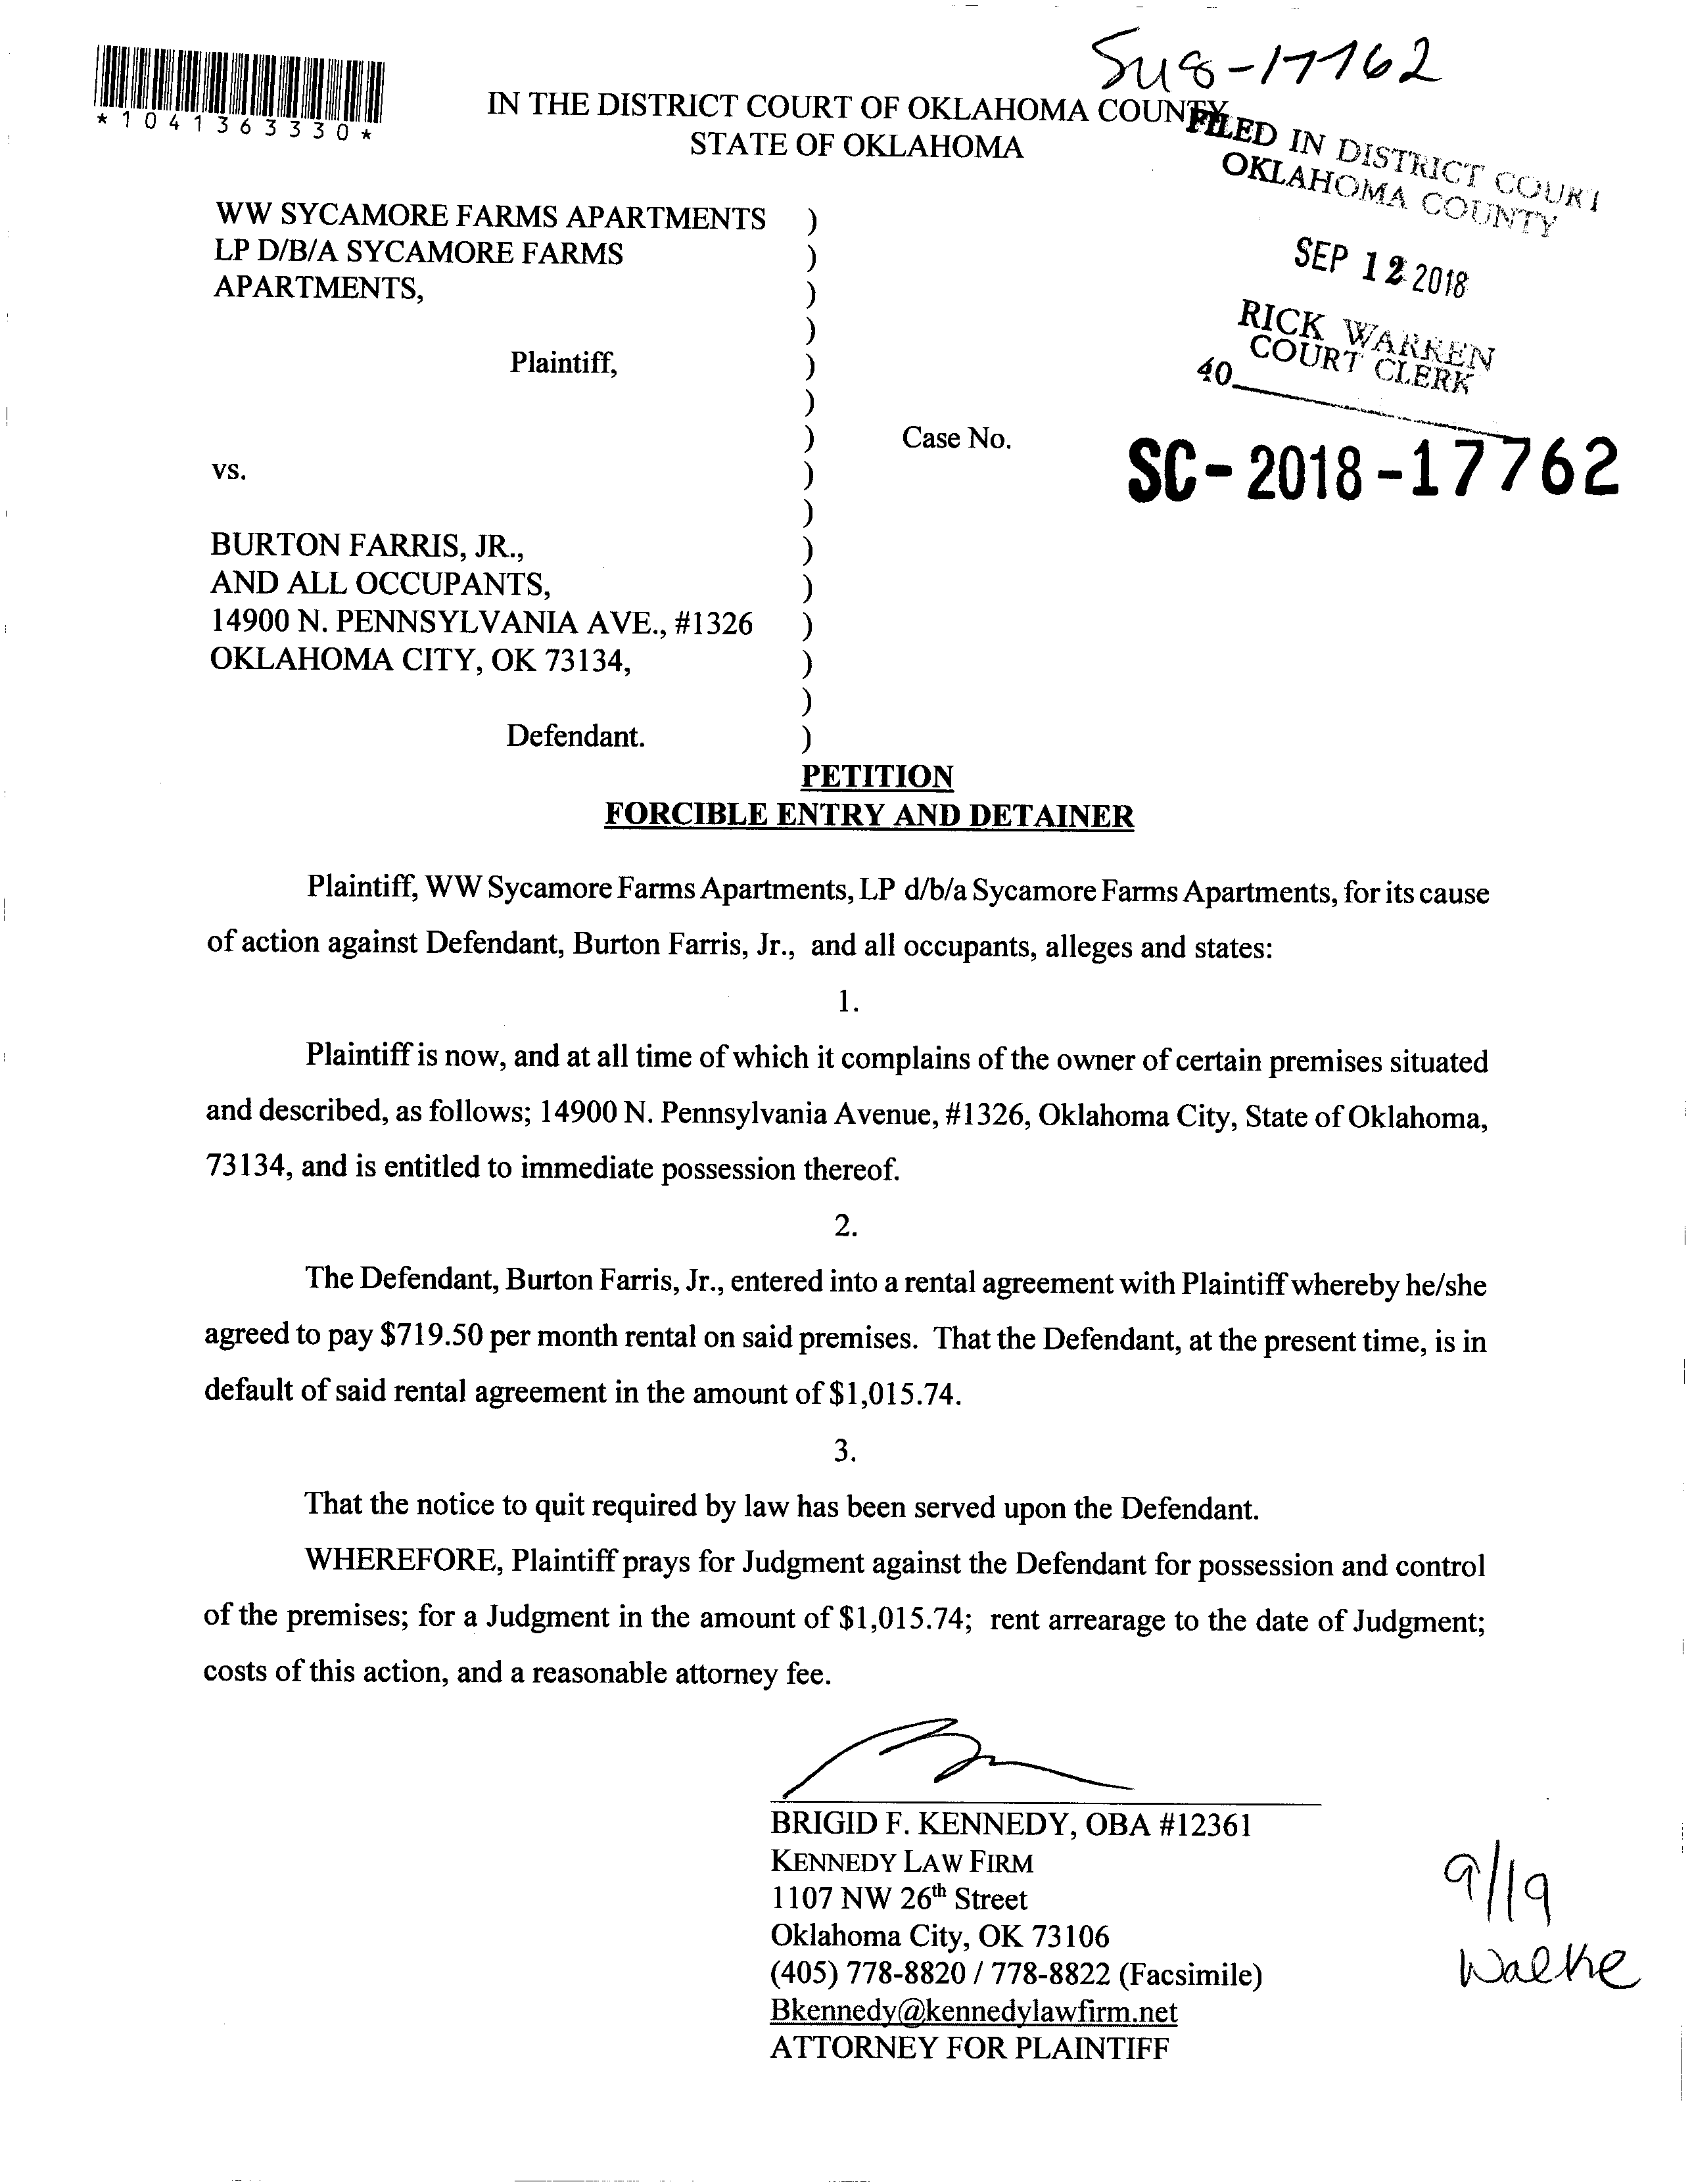 Su8-17762
*1041363330*
IN THE DISTRICT COURT OF OKLAHOMA COUNTY
STATE OF OKLAHOMA
FILED IN DISTRICT COURT
OKLAHOMA COUNTY
SEP 12 2018
RICK WARREN
COURT CLERK
40
WW SYCAMORE FARMS APARTMENTS )
LP D/B/A SYCAMORE FARMS )
APARTMENTS, )
)
Plaintiff, )
)
) Case No. SC-2018-17762
vs. )
)
BURTON FARRIS, JR., )
AND ALL OCCUPANTS, )
14900 N. PENNSYLVANIA AVE., #1326 )
OKLAHOMA CITY, OK 73134, )
)
Defendant. )
PETITION
FORCIBLE ENTRY AND DETAINER
Plaintiff, WW Sycamore Farms Apartments, LP d/b/a Sycamore Farms Apartments, for its cause
of action against Defendant, Burton Farris, Jr., and all occupants, alleges and states:
1.
Plaintiff is now, and at all time of which it complains of the owner of certain premises situated
and described, as follows; 14900 N. Pennsylvania Avenue, #1326, Oklahoma City, State of Oklahoma,
73134, and is entitled to immediate possession thereof.
2.
The Defendant, Burton Farris, Jr., entered into a rental agreement with Plaintiff whereby he/she
agreed to pay $719.50 per month rental on said premises. That the Defendant, at the present time, is in
default of said rental agreement in the amount of $1,015.74.
3.
That the notice to quit required by law has been served upon the Defendant.
WHEREFORE, Plaintiff prays for Judgment against the Defendant for possession and control
of the premises; for a Judgment in the amount of $1,015.74; rent arrearage to the date of Judgment;
costs of this action, and a reasonable attorney fee.
BRIGID F. KENNEDY, OBA #12361
KENNEDY LAW FIRM
1107 NW 26th Street
Oklahoma City, OK 73106
(405) 778-8820 / 778-8822 (Facsimile)
Bkennedy@kennedylawfirm.net
ATTORNEY FOR PLAINTIFF
9/19
Walke